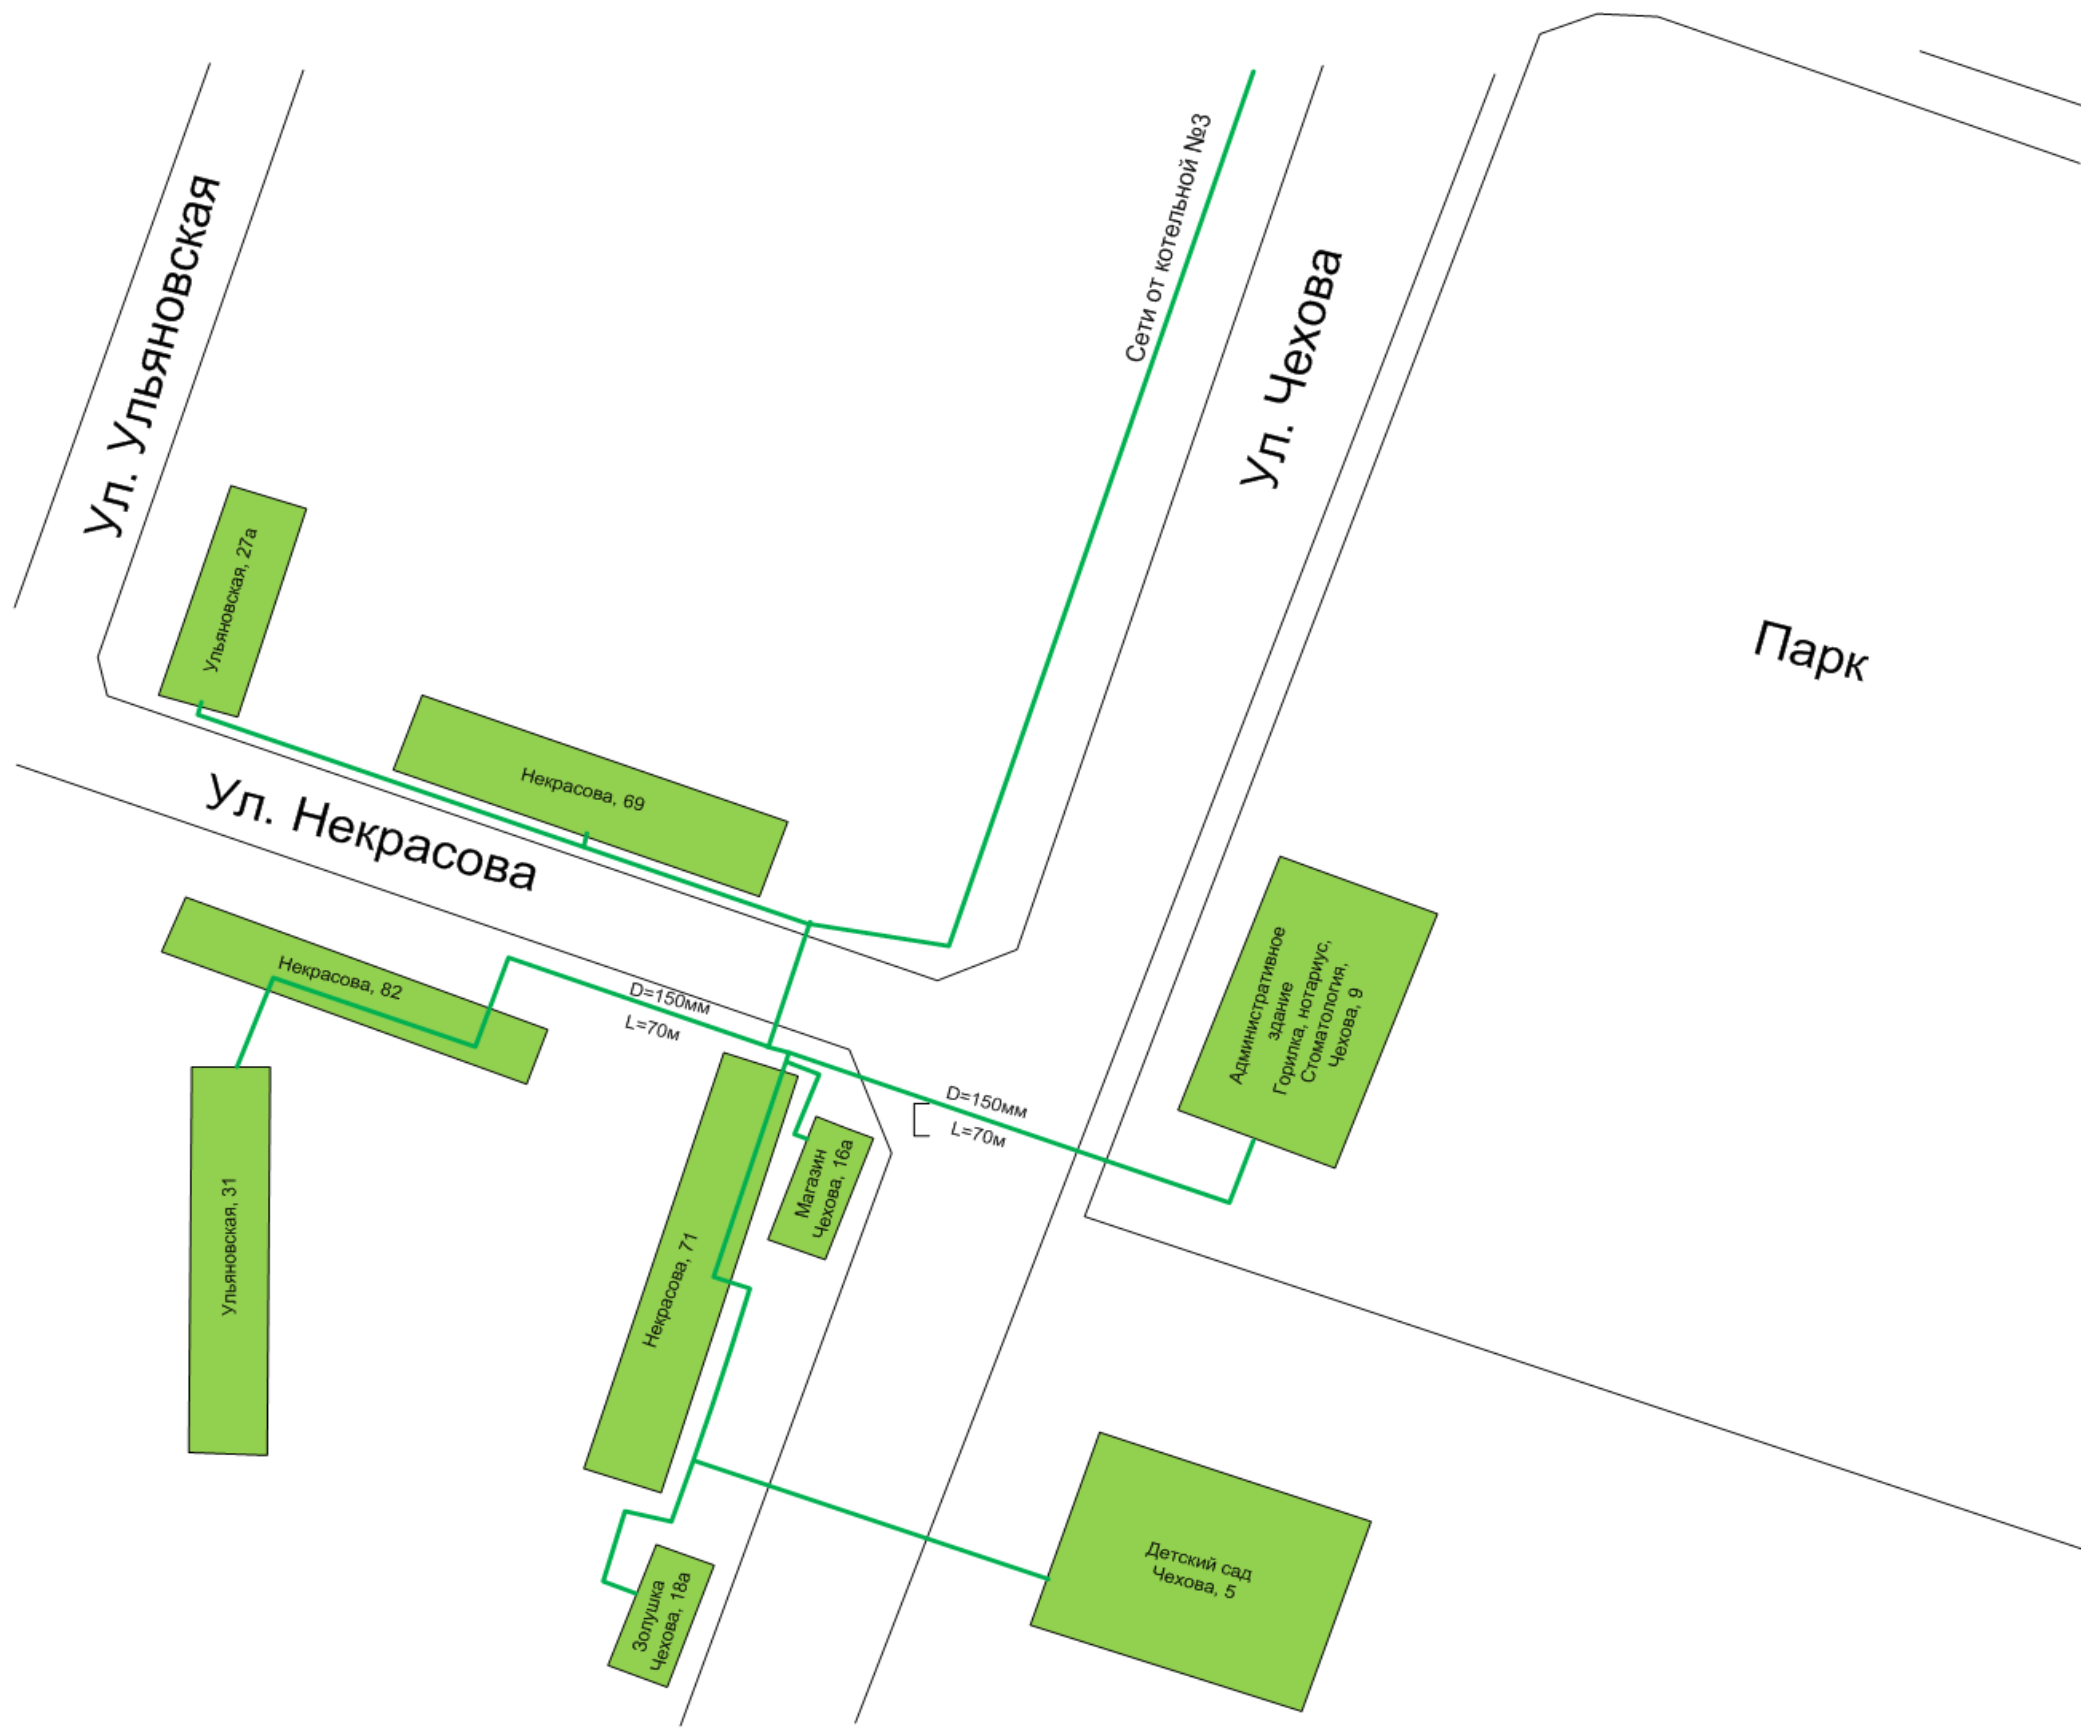 Сети от котельной №3
Ул. Ульяновская
Ул. Чехова
Ульяновская, 27а
Парк
Некрасова, 69
Ул. Некрасова
Некрасова, 82
D=150мм
L=70м
Административное
здание
Горилка, нотариус,
Стоматология,
Чехова, 9
D=150мм
L=70м
Магазин
Чехова, 16а
Ульяновская, 31
Некрасова, 71
Детский сад
Чехова, 5
Золушка
Чехова, 18а